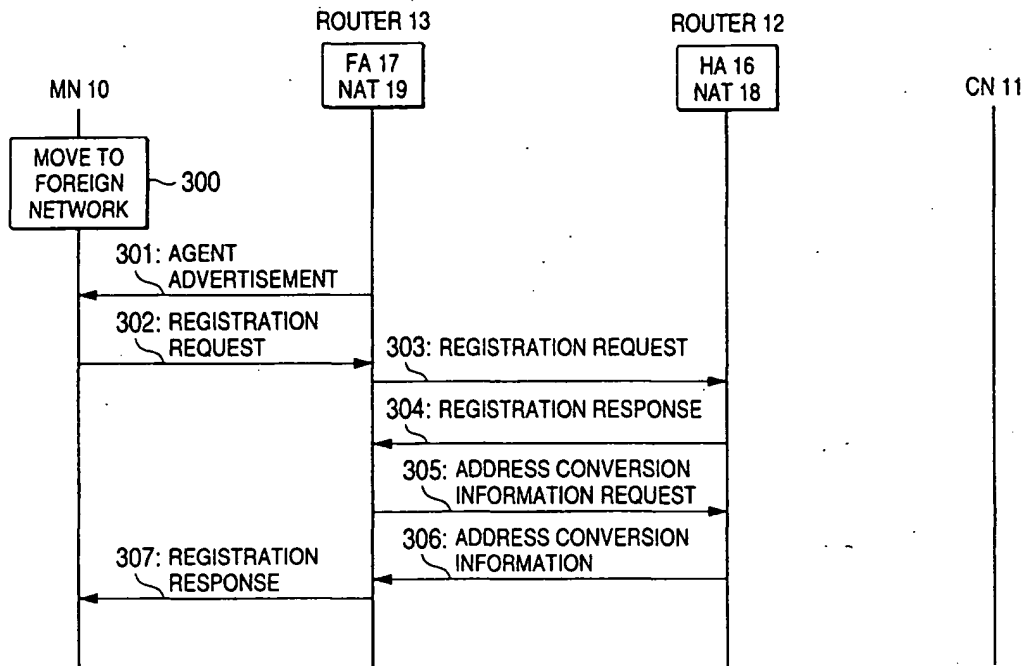 ROUTER 13
ROUTER 12
FA 17
NAT 19
HA 16
NAT 18
MN 10
CN 11
MOVE TO
FOREIGN
NETWORK
300
301: AGENT
ADVERTISEMENT
302: REGISTRATION
REQUEST
303: REGISTRATION REQUEST
304: REGISTRATION RESPONSE
305: ADDRESS CONVERSION
INFORMATION REQUEST
306: ADDRESS CONVERSION
INFORMATION
307: REGISTRATION
RESPONSE